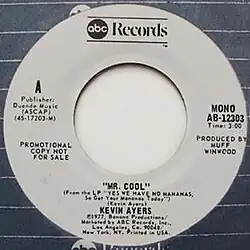 abc Records
A
Publisher:
Duende Music
(ASCAP)
(45-17203-M)
MONO
AB-12303
Time: 3:00
PROMOTIONAL
COPY NOT
FOR SALE
PRODUCED BY
MUFF
WINWOOD
"MR. COOL"
(From the LP "YES WE HAVE NO MANANAS,
So Get Your Mananas Today")
(Kevin Ayers)
KEVIN AYERS
©1977, Banana Productions/
Marketed by ABC Records, Inc.,
Los Angeles, Ca. 90048/
New York, NY. Printed in USA.